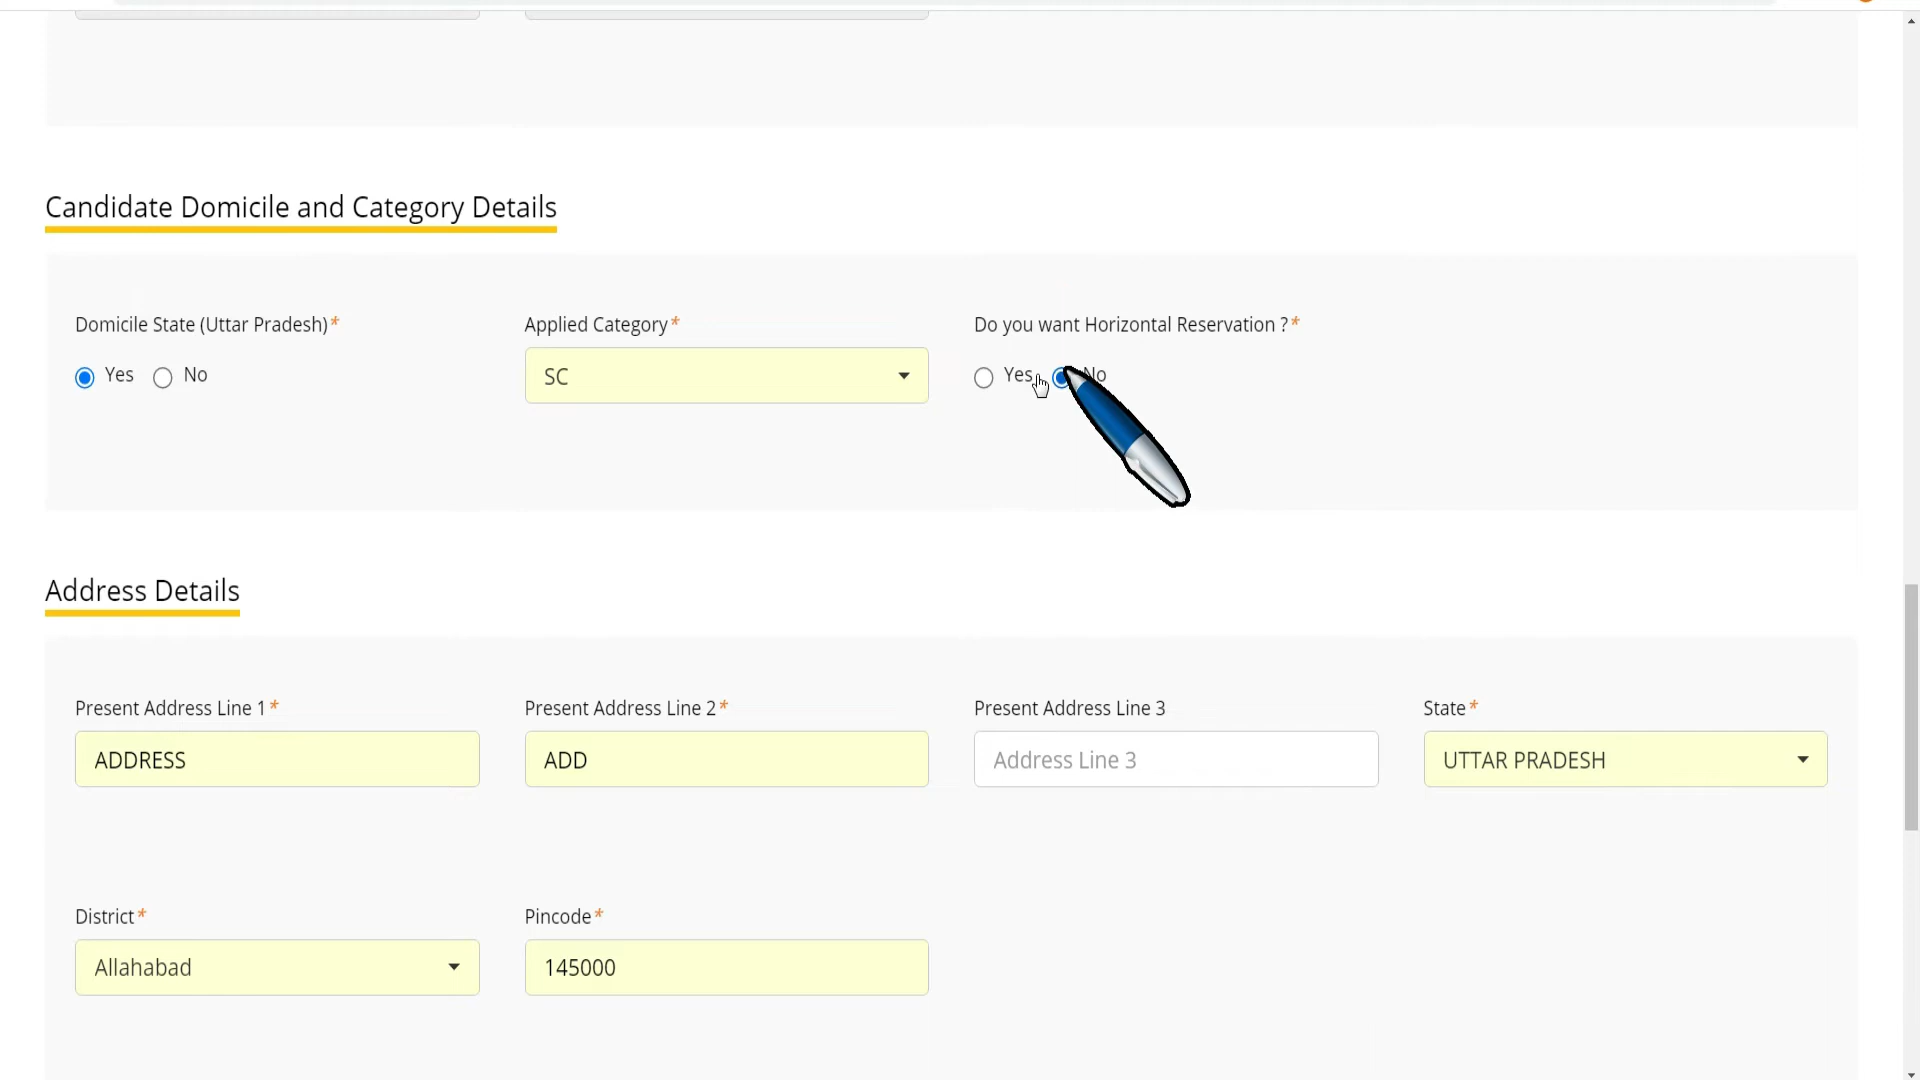 Candidate Domicile and Category Details
Domicile State (Uttar Pradesh)* Applied Category* Do you want Horizontal Reservation ?*
Yes No SC Yes No
Address Details
Present Address Line 1* Present Address Line 2* Present Address Line 3 State*
ADDRESS ADD Address Line 3 UTTAR PRADESH
District* Pincode*
Allahabad 145000